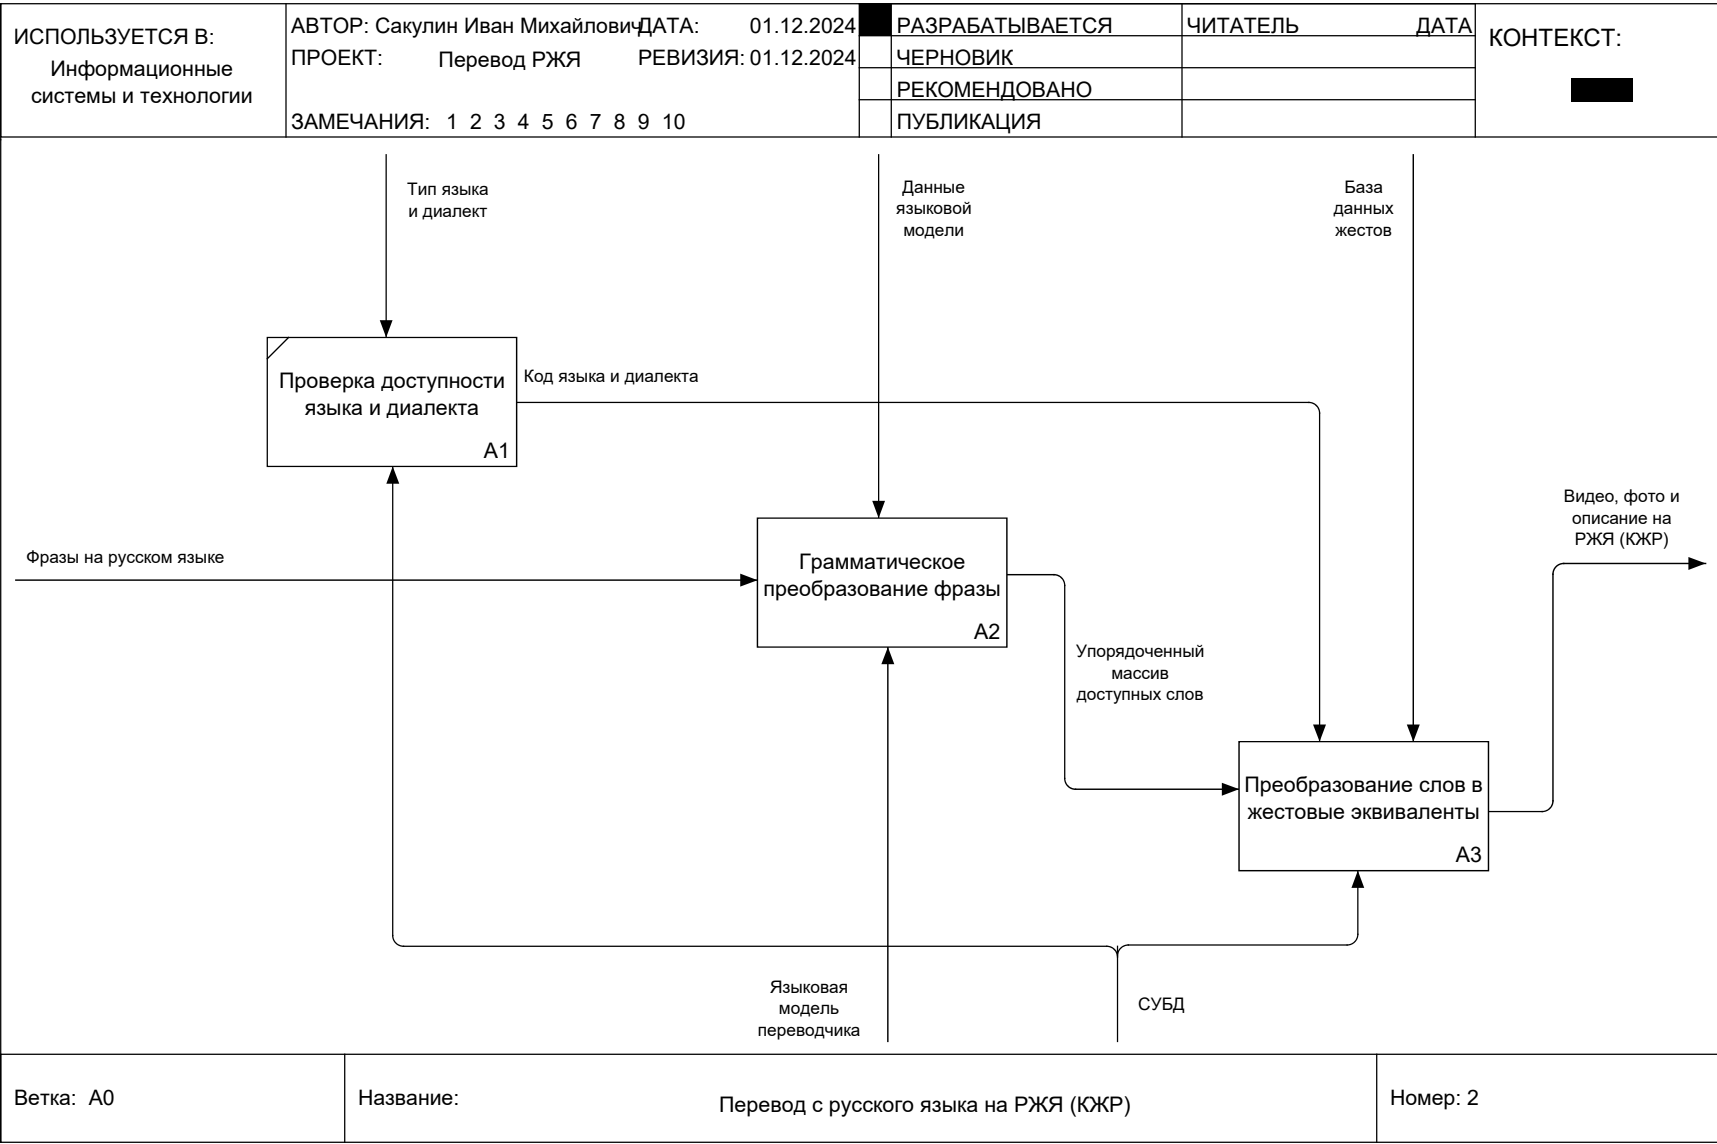 ИСПОЛЬЗУЕТСЯ В:
Информационные
системы и технологии
АВТОР: Сакулин Иван Михайлович
ДАТА: 01.12.2024
ПРОЕКТ: Перевод РЖЯ
РЕВИЗИЯ: 01.12.2024
ЗАМЕЧАНИЯ: 1 2 3 4 5 6 7 8 9 10
РАЗРАБАТЫВАЕТСЯ
ЧЕРНОВИК
РЕКОМЕНДОВАНО
ПУБЛИКАЦИЯ
ЧИТАТЕЛЬ ДАТА
КОНТЕКСТ:
Тип языка
и диалект
Данные
языковой
модели
База
данных
жестов
Проверка доступности
языка и диалекта
А1
Код языка и диалекта
Видео, фото и
описание на
РЖЯ (КЖР)
Фразы на русском языке
Грамматическое
преобразование фразы
А2
Упорядоченный
массив
доступных слов
Преобразование слов в
жестовые эквиваленты
А3
Языковая
модель
переводчика
СУБД
Ветка: А0
Название: Перевод с русского языка на РЖЯ (КЖР)
Номер: 2